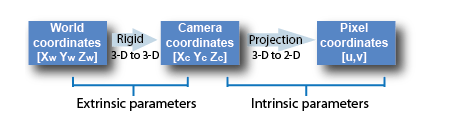 World
coordinates
[Xw Yw Zw]
Rigid
3-D to 3-D
Camera
coordinates
[Xc Yc Zc]
Projection
3-D to 2-D
Pixel
coordinates
[u,v]
Extrinsic parameters
Intrinsic parameters